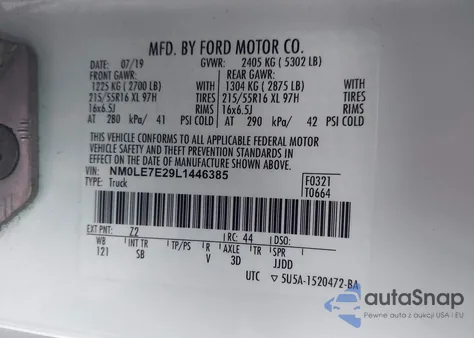 MFD. BY FORD MOTOR CO.
DATE: 07/19 GVWR: 2405 KG ( 5302 LB)
FRONT GAWR: REAR GAWR:
1225 KG ( 2700 LB) 1304 KG ( 2875 LB)
215/55R16 XL 97H TIRES 215/55R16 XL 97H TIRES
16x6.5J RIMS 16x6.5J RIMS
AT 280 kPa/ 41 PSI COLD AT 290 kPa/ 42 PSI COLD
THIS VEHICLE CONFORMS TO ALL APPLICABLE FEDERAL MOTOR
VEHICLE SAFETY AND THEFT PREVENTION STANDARDS IN
EFFECT ON THE DATE OF MANUFACTURE SHOWN ABOVE.
VIN: NM0LE7E29L1446385 F0321
TYPE: Truck T0664
EXT PNT: Z2 RC: 44 DSO:
WB INT TR TP/PS R AXLE TR SPR
121 SB V 3D JJDD
UTC ▽ 5U5A-1520472-BA
autoSnap
Pewne auta z aukcji USA i EU